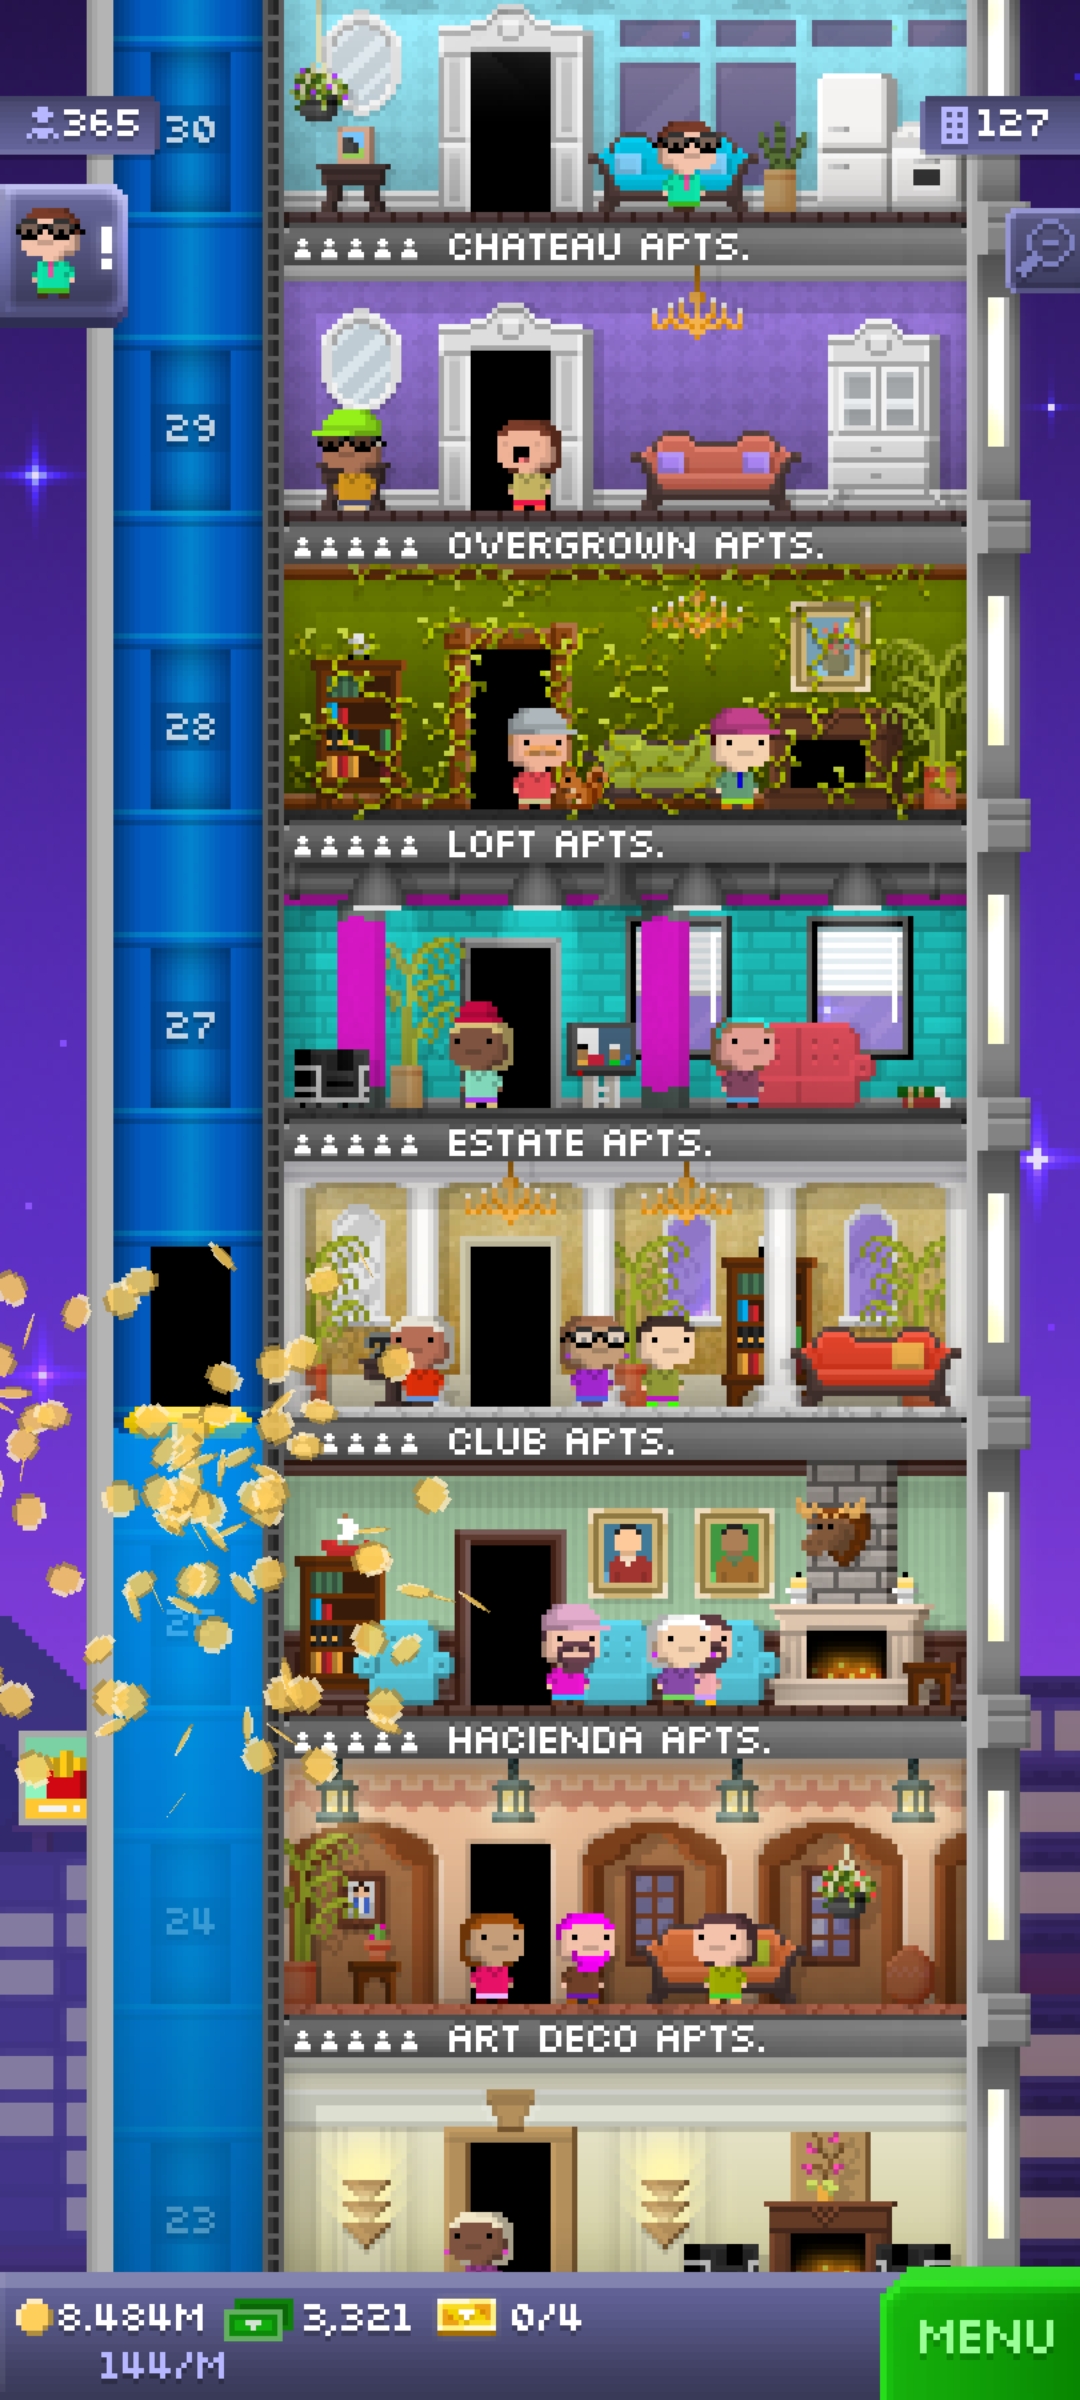 365
30
127
!
CHATEAU APTS.
29
OVERGROWN APTS.
28
LOFT APTS.
27
ESTATE APTS.
CLUB APTS.
HACIENDA APTS.
24
ART DECO APTS.
23
8.484M
3,321
0/4
MENU
144/M